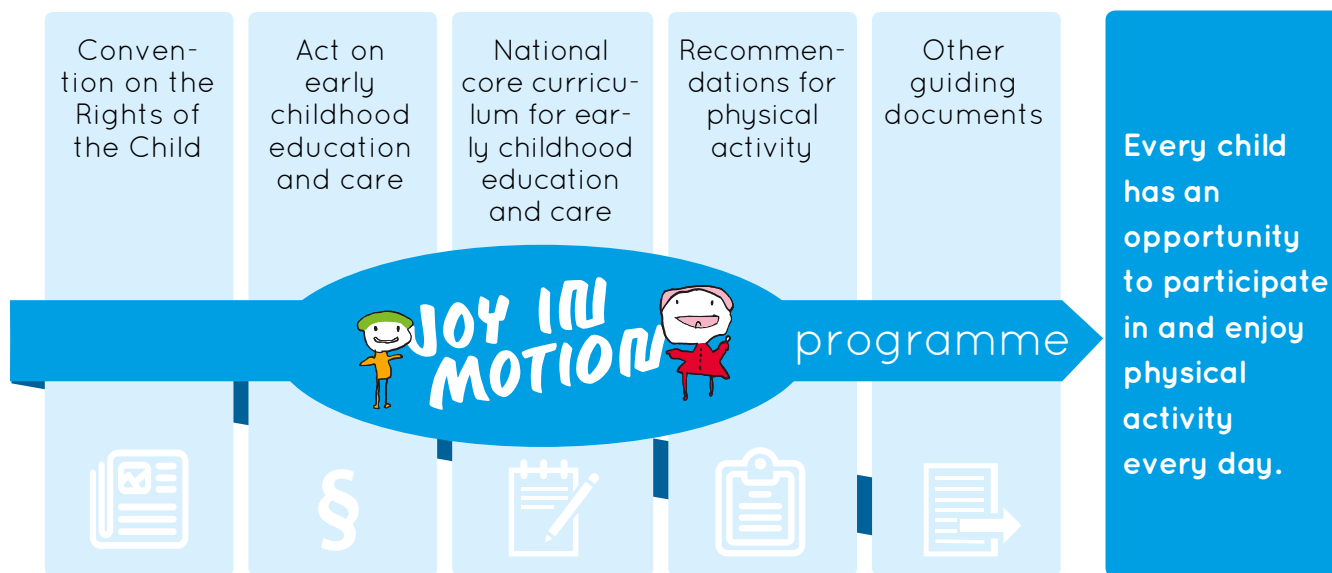 Conven-
tion on the
Rights of
the Child
Act on
early
childhood
education
and care
National
core curricu-
lum for ear-
ly childhood
education
and care
Recommen-
dations for
physical
activity
Other
guiding
documents
JOY IN
MOTION
programme
§
Every child
has an
opportunity
to participate
in and enjoy
physical
activity
every day.